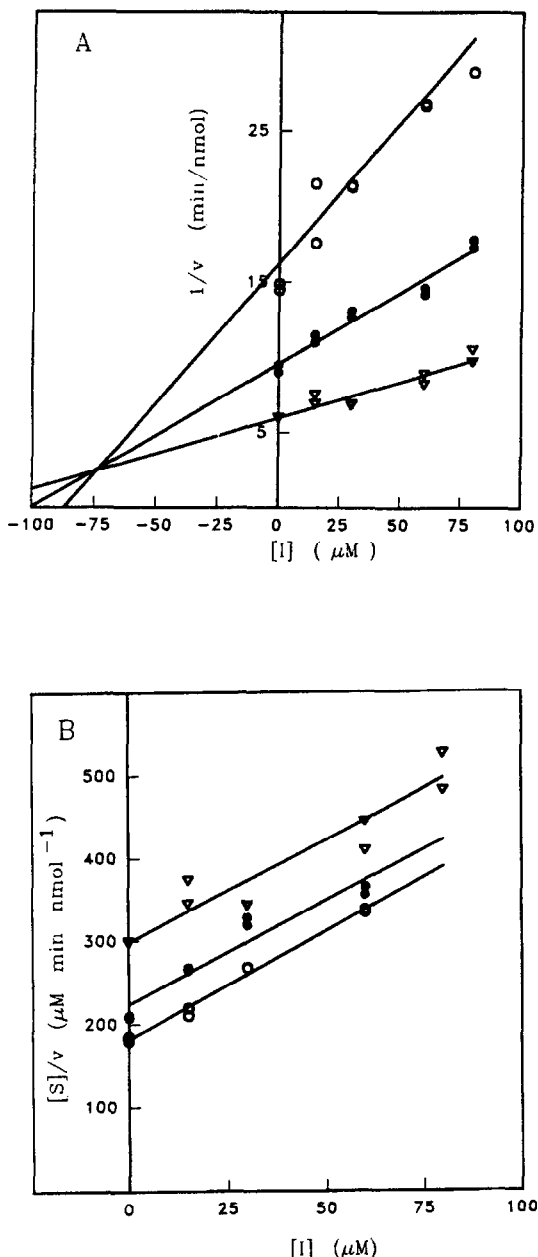 A
1/v (min/nmol)
25
15
5
-100 -75 -50 -25 0 25 50 75 100
[I] ( μM )
B
[S]/v (μM min nmol⁻¹)
500
400
300
200
100
0 25 50 75 100
[I] (μM)